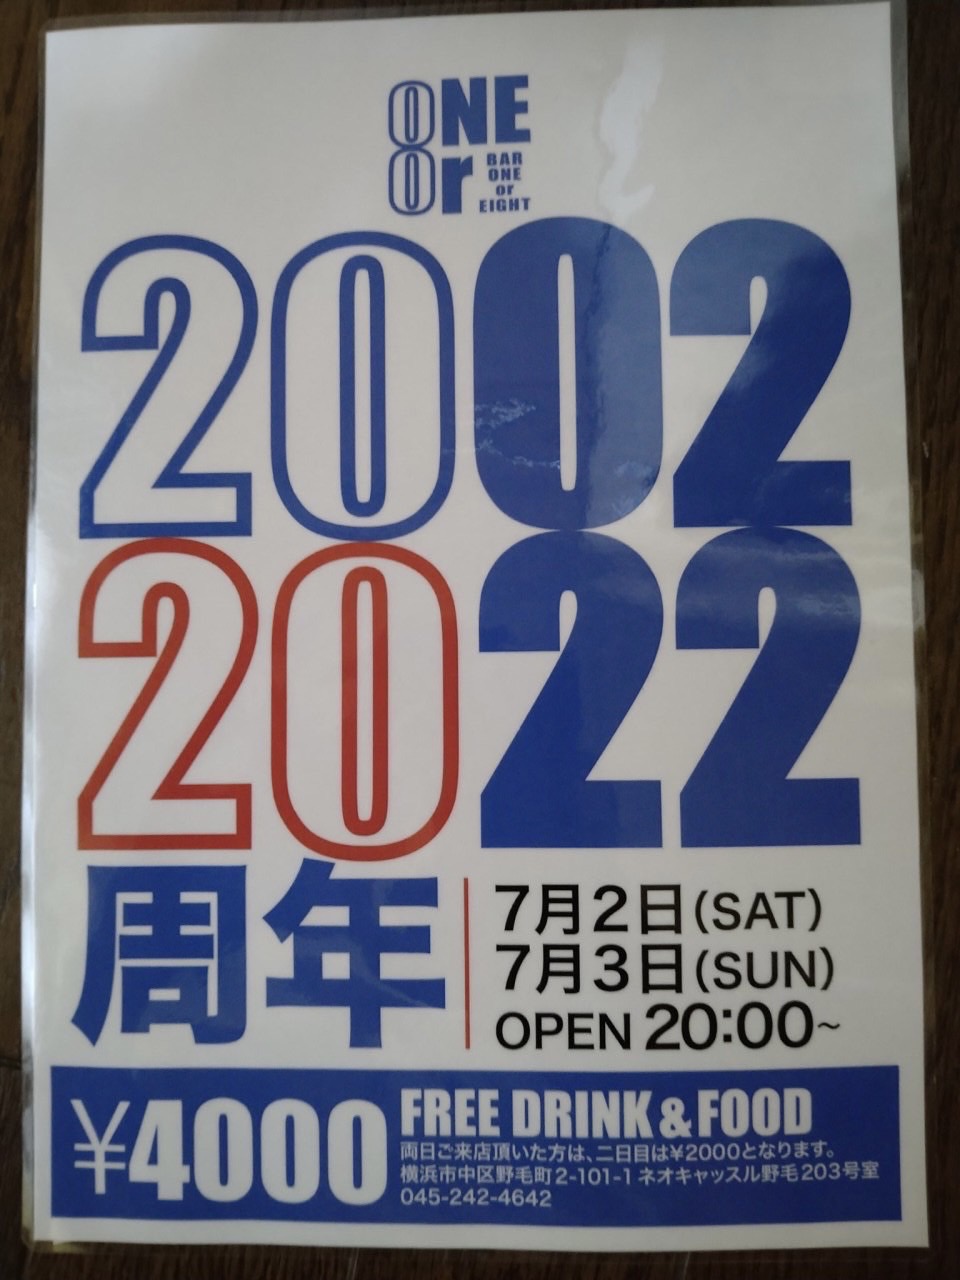 ONE
or
BAR
ONE
or
EIGHT
2002
2022
周年
7月2日(SAT)
7月3日(SUN)
OPEN 20:00~
¥4000
FREE DRINK & FOOD
両日ご来店頂いた方は、二日目は¥2000となります。
横浜市中区野毛町2-101-1 ネオキャッスル野毛203号室
045-242-4642